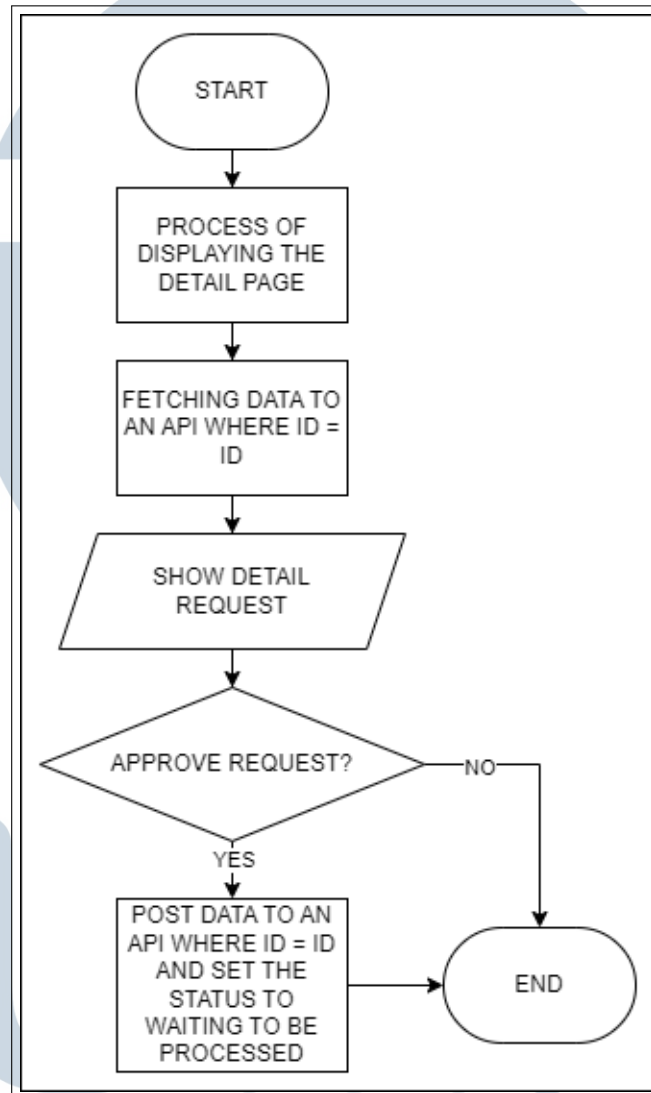 START
PROCESS OF
DISPLAYING THE
DETAIL PAGE
FETCHING DATA TO
AN API WHERE ID =
ID
SHOW DETAIL
REQUEST
APPROVE REQUEST?
NO
YES
POST DATA TO AN
API WHERE ID = ID
AND SET THE
STATUS TO
WAITING TO BE
PROCESSED
END